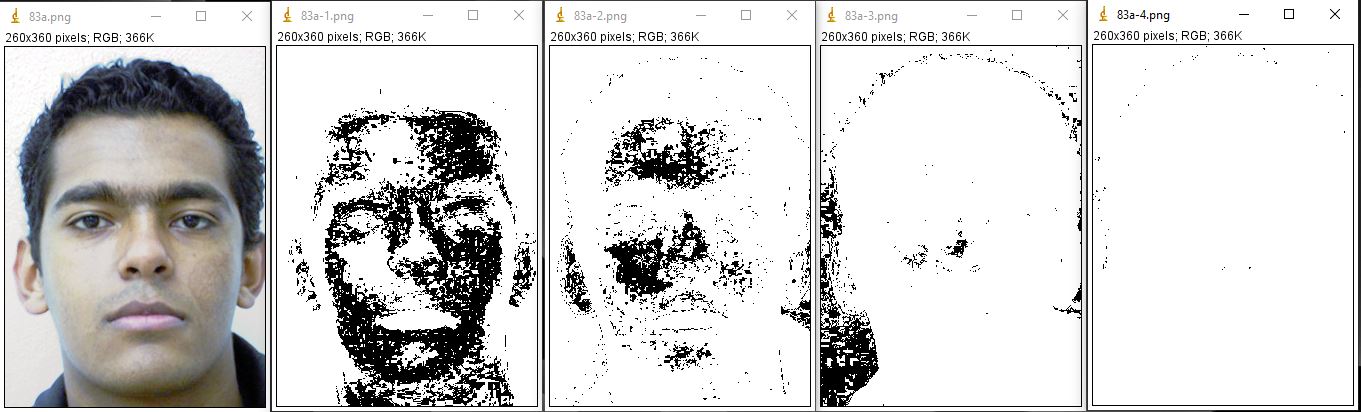 83a.png
260x360 pixels; RGB; 366K
83a-1.png
260x360 pixels; RGB; 366K
83a-2.png
260x360 pixels; RGB; 366K
83a-3.png
260x360 pixels; RGB; 366K
83a-4.png
260x360 pixels; RGB; 366K